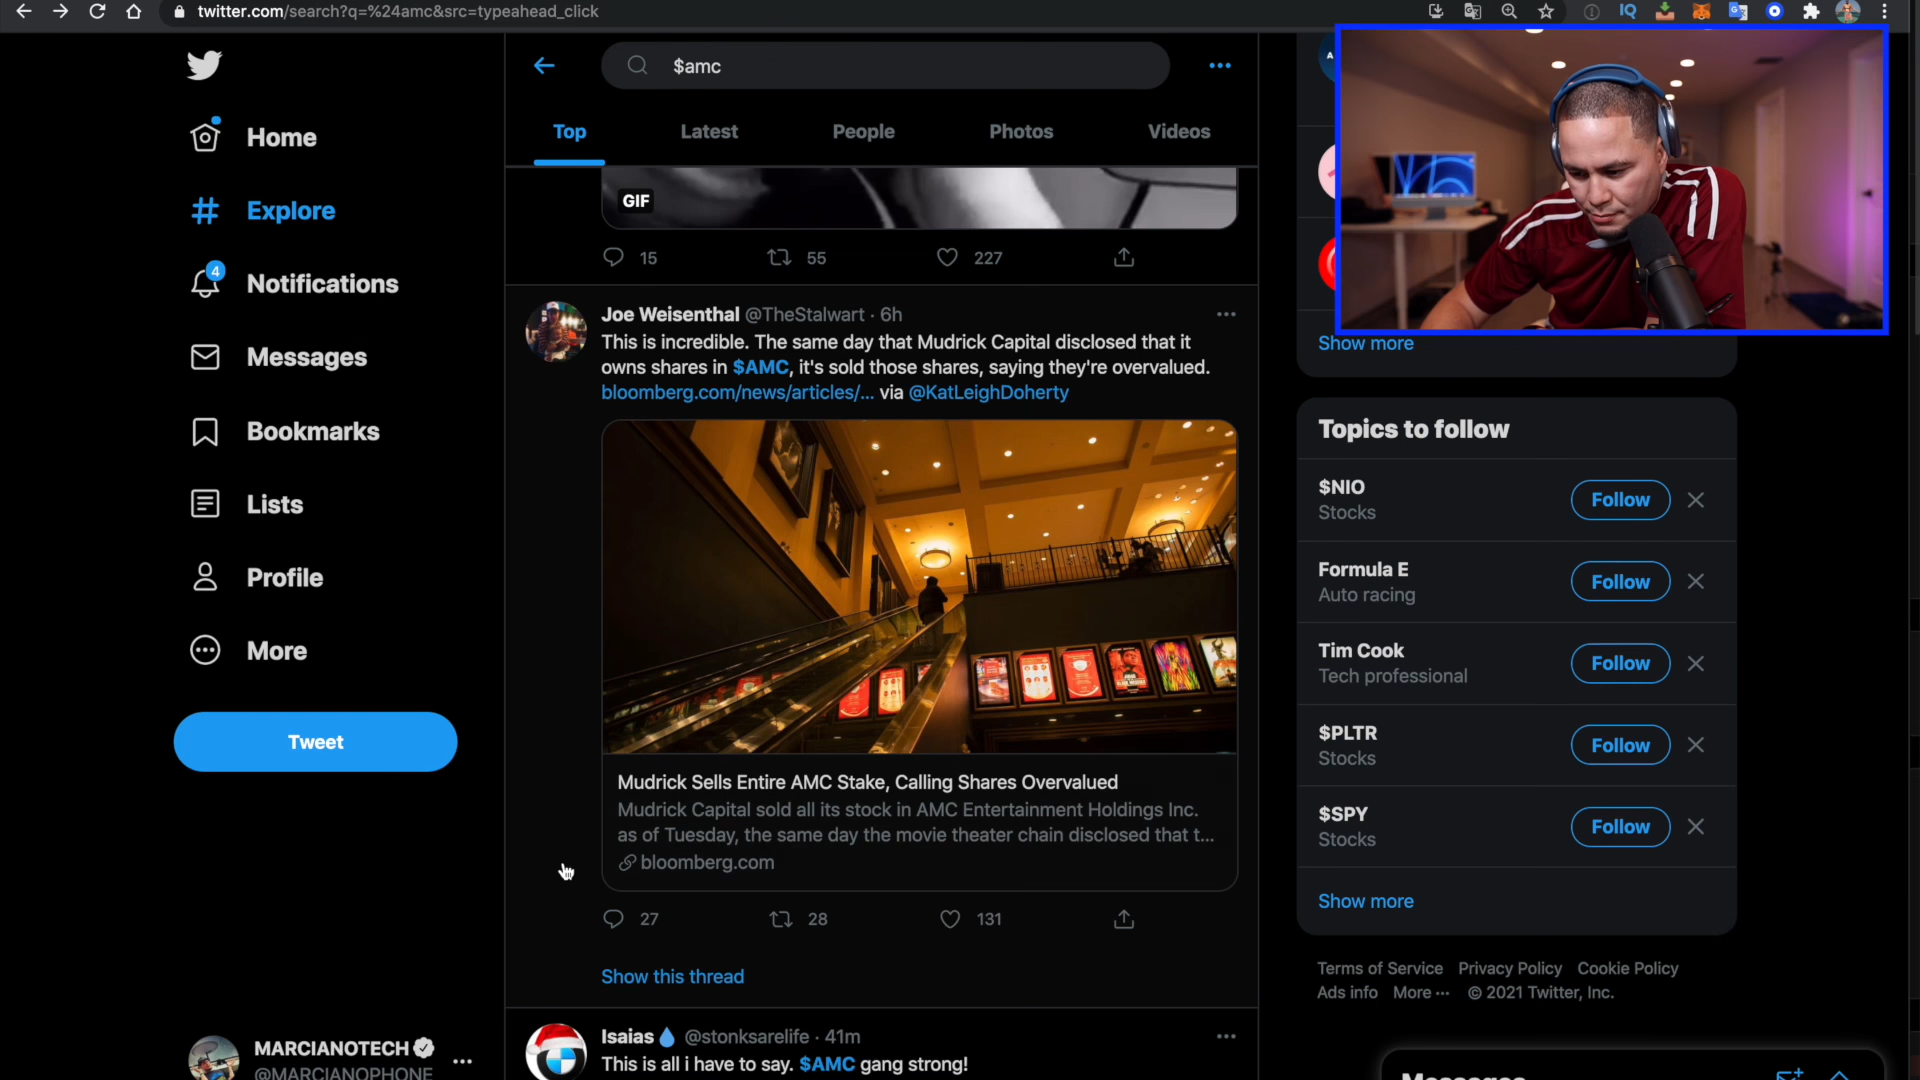 twitter.com/search?q=%24amc&src=typeahead_click
$amc
Home
Explore
4
Notifications
Messages
Bookmarks
Lists
Profile
More
Tweet
MARCIANOTECH
@MARCIANOPHONE
Top Latest People Photos Videos
GIF
15 55 227
Joe Weisenthal @TheStalwart · 6h
This is incredible. The same day that Mudrick Capital disclosed that it
owns shares in $AMC, it's sold those shares, saying they're overvalued.
bloomberg.com/news/articles/... via @KatLeighDoherty
Mudrick Sells Entire AMC Stake, Calling Shares Overvalued
Mudrick Capital sold all its stock in AMC Entertainment Holdings Inc.
as of Tuesday, the same day the movie theater chain disclosed that t...
bloomberg.com
27 28 131
Show this thread
Isaias @stonksarelife · 41m
This is all i have to say. $AMC gang strong!
Show more
Topics to follow
$NIO
Stocks
Follow
Formula E
Auto racing
Follow
Tim Cook
Tech professional
Follow
$PLTR
Stocks
Follow
$SPY
Stocks
Follow
Show more
Terms of Service Privacy Policy Cookie Policy
Ads info More ··· © 2021 Twitter, Inc.
Messages